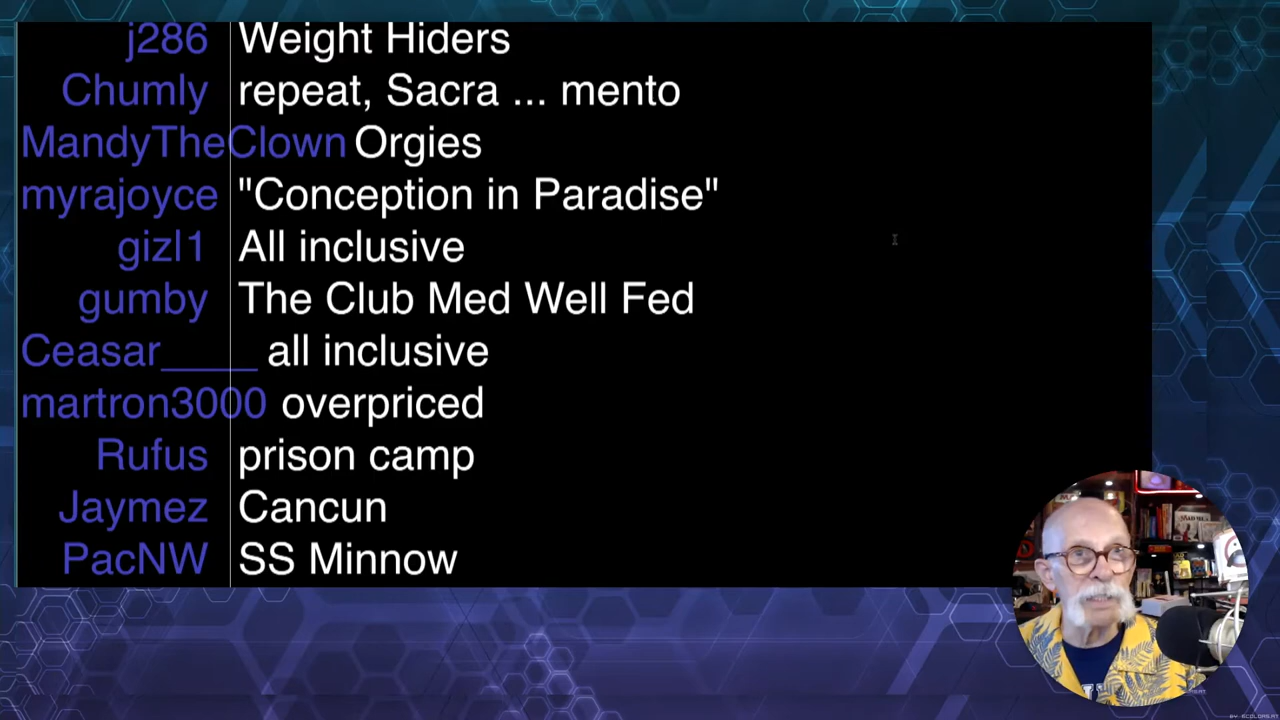 j286 Weight Hiders
Chumly repeat, Sacra ... mento
MandyTheClown Orgies
myrajoyce "Conception in Paradise"
gizl1 All inclusive
gumby The Club Med Well Fed
Ceasar_____ all inclusive
martron3000 overpriced
Rufus prison camp
Jaymez Cancun
PacNW SS Minnow